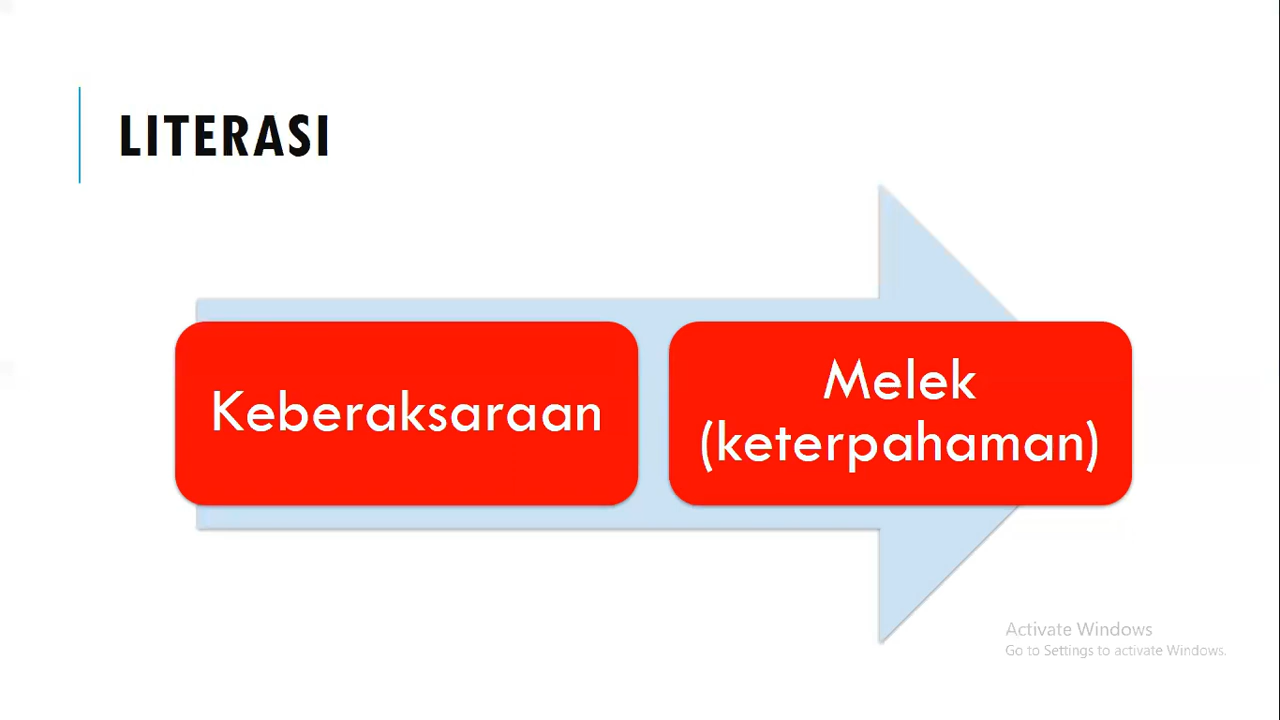 LITERASI
Keberaksaraan
Melek
(keterpahaman)
Activate Windows
Go to Settings to activate Windows.